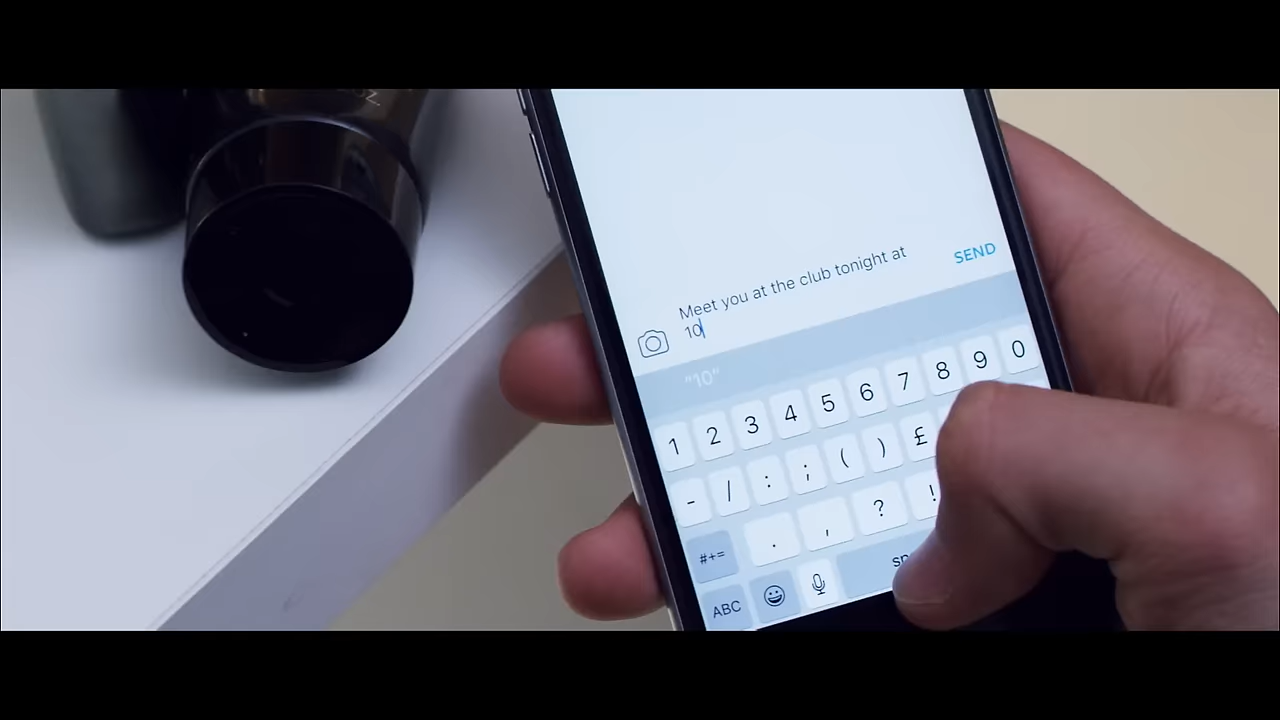 Meet you at the club tonight at
10
SEND
"10"
1 2 3 4 5 6 7 8 9 0
- / : ; ( ) £
. , ? !
#+=
ABC